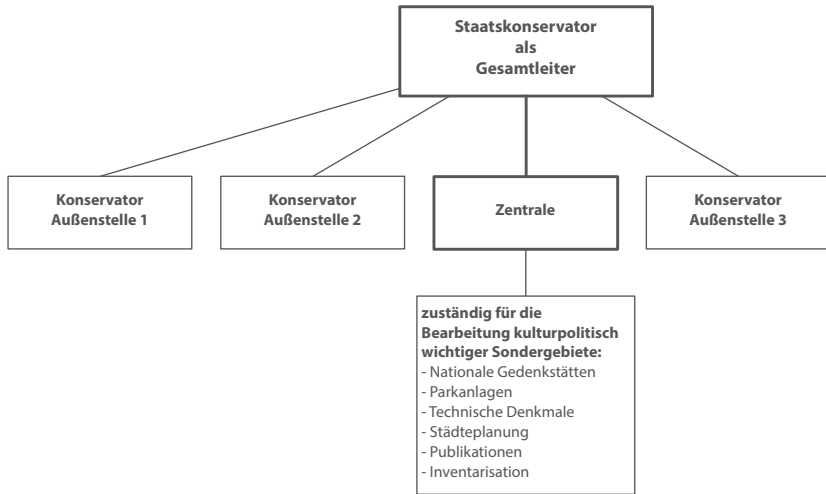 Staatskonservator
als
Gesamtleiter
Konservator
Außenstelle 1
Konservator
Außenstelle 2
Zentrale
Konservator
Außenstelle 3
zuständig für die
Bearbeitung kulturpolitisch
wichtiger Sondergebiete:
- Nationale Gedenkstätten
- Parkanlagen
- Technische Denkmale
- Städteplanung
- Publikationen
- Inventarisation